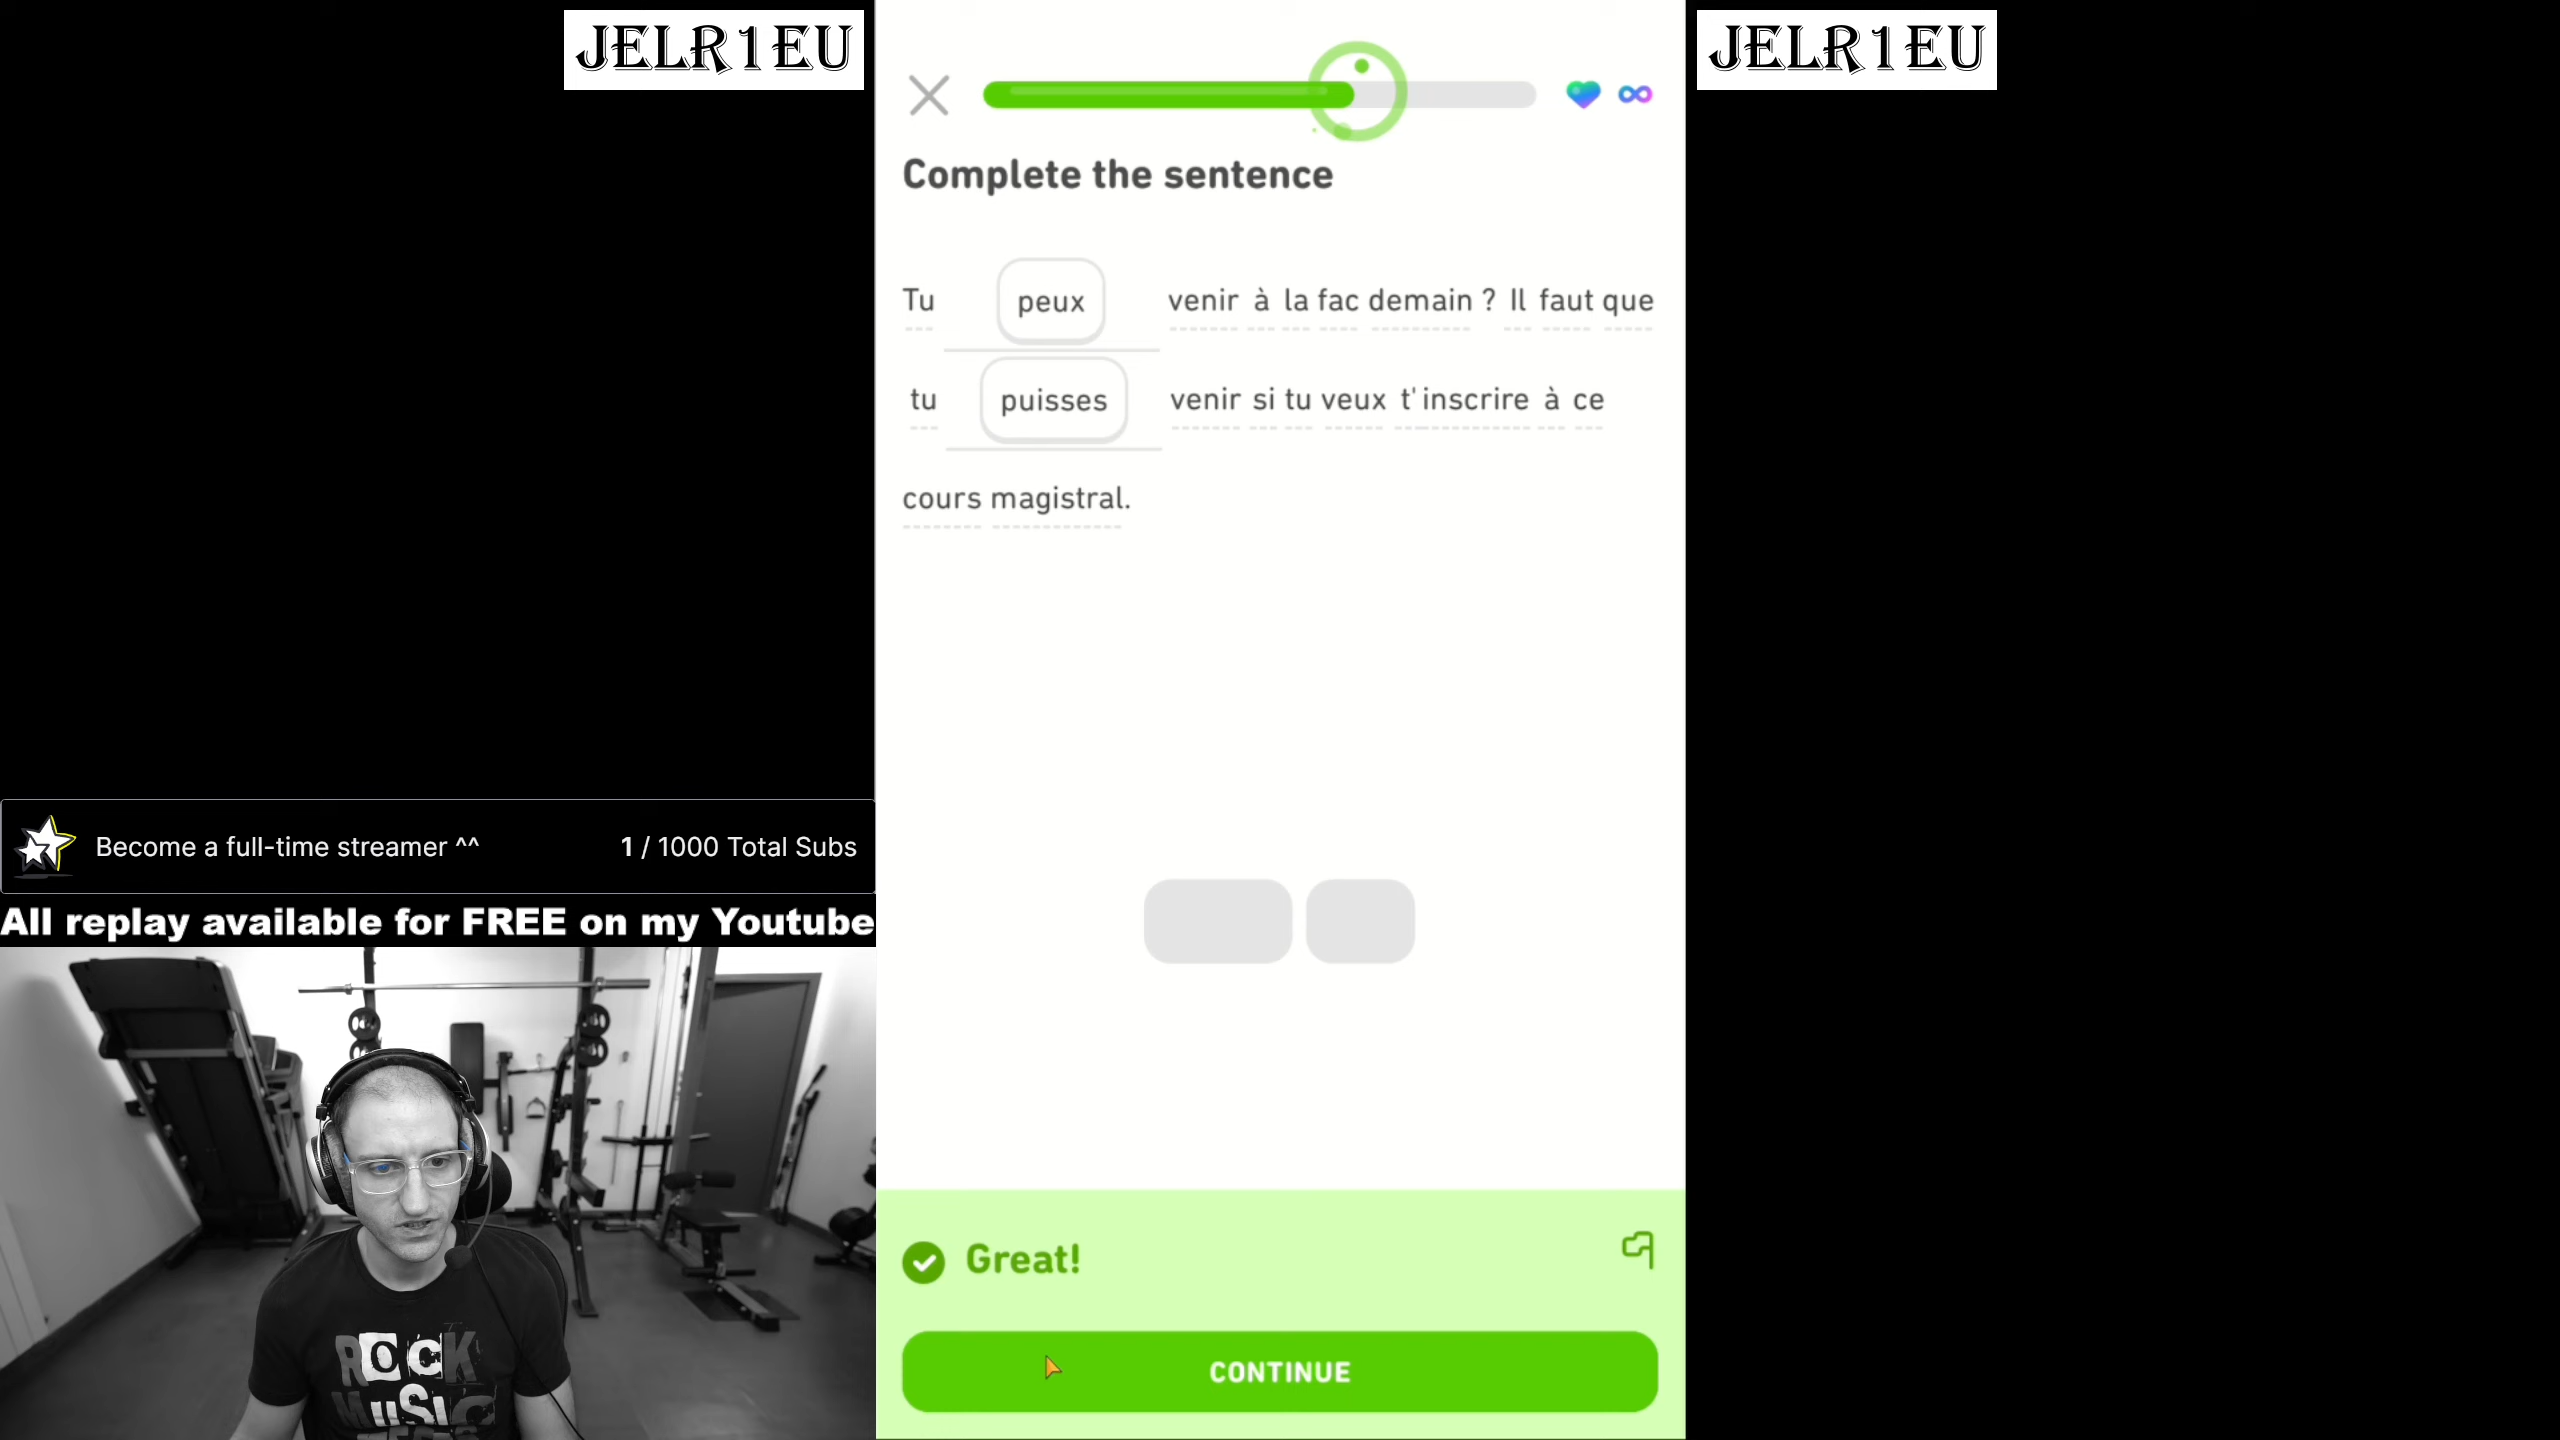 JELR1EU
JELR1EU
Complete the sentence
Tu peux venir à la fac demain ? Il faut que
tu puisses venir si tu veux t'inscrire à ce
cours magistral.
Become a full-time streamer ^^ 1 / 1000 Total Subs
All replay available for FREE on my Youtube
Great!
CONTINUE
ROCK
MUSIC